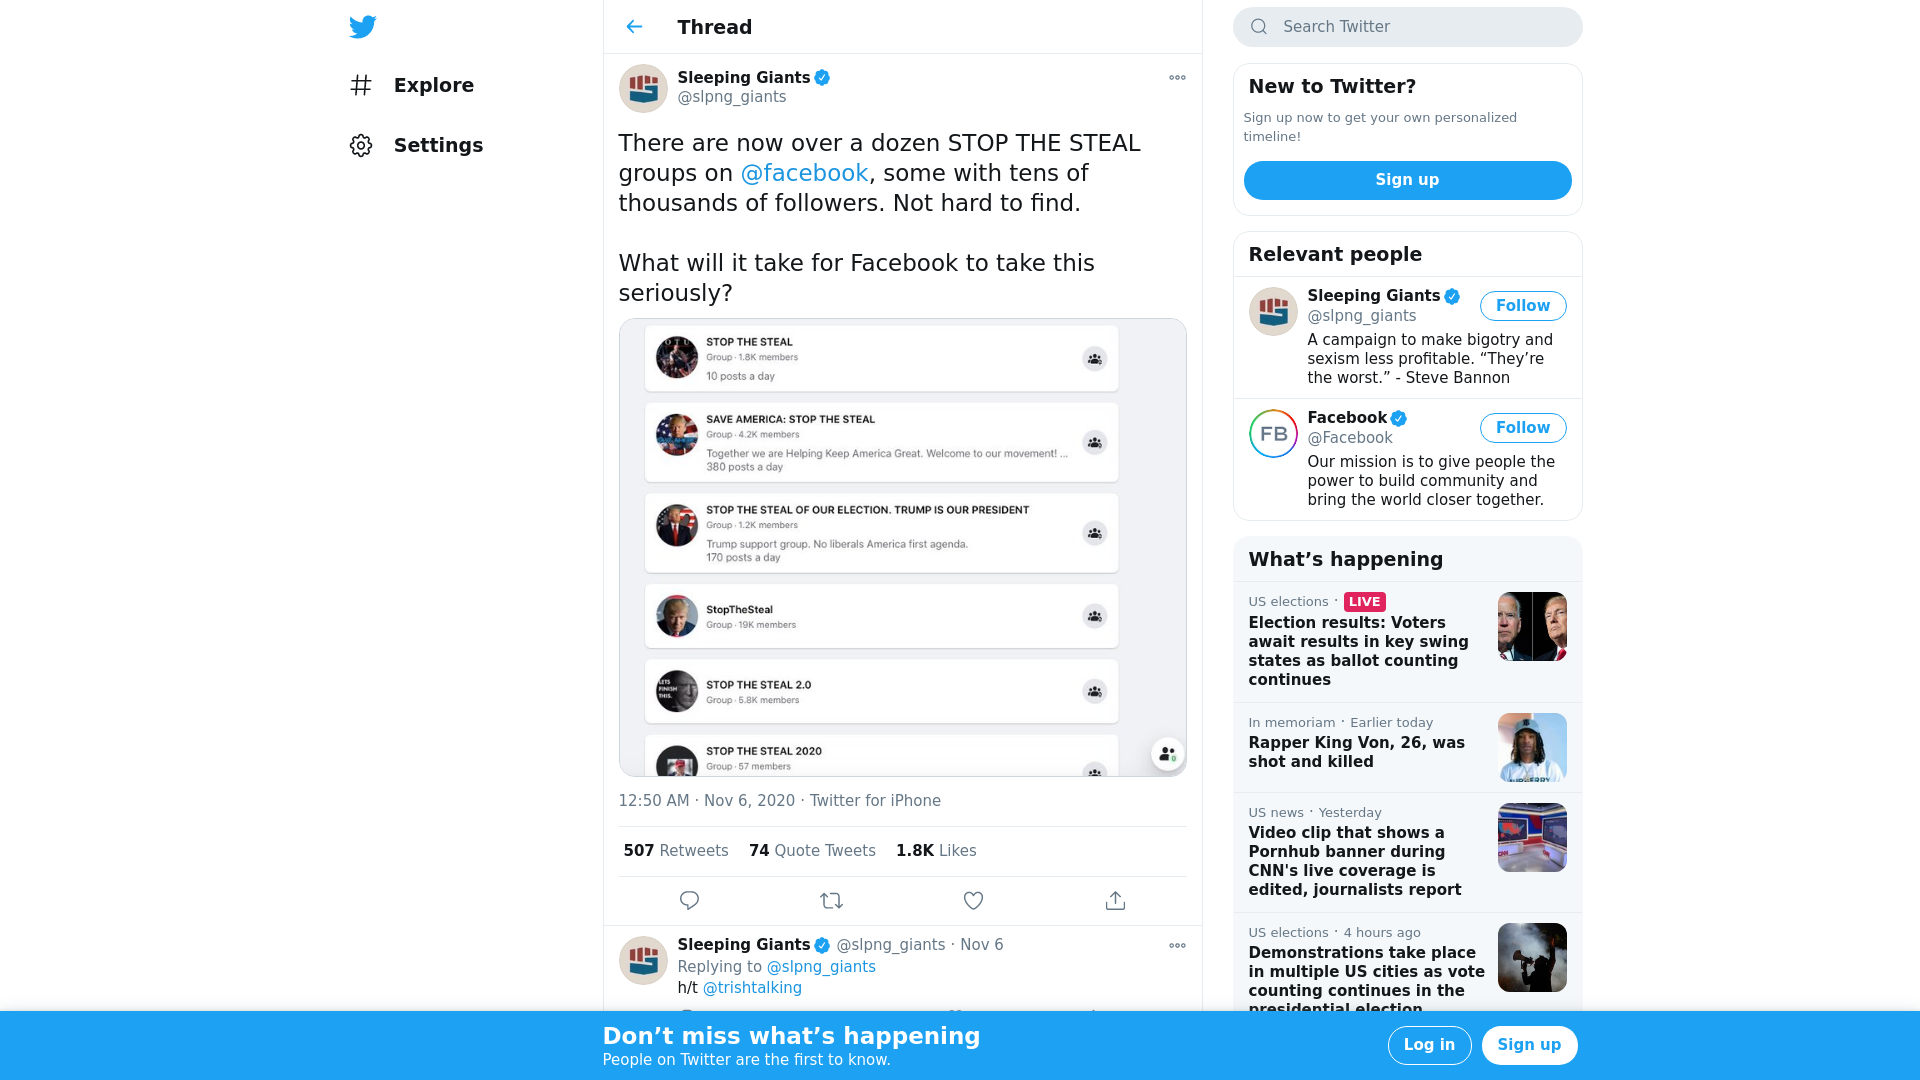 Explore
Settings
Thread
Sleeping Giants
@slpng_giants
There are now over a dozen STOP THE STEAL
groups on @facebook, some with tens of
thousands of followers. Not hard to find.
What will it take for Facebook to take this
seriously?
STOP THE STEAL
Group · 1.8K members
10 posts a day
SAVE AMERICA: STOP THE STEAL
Group · 4.2K members
Together we are Helping Keep America Great. Welcome to our movement! ...
380 posts a day
STOP THE STEAL OF OUR ELECTION. TRUMP IS OUR PRESIDENT
Group · 1.2K members
Trump support group. No liberals America first agenda.
170 posts a day
StopTheSteal
Group · 19K members
LETS
FINISH
THIS.
STOP THE STEAL 2.0
Group · 5.8K members
STOP THE STEAL 2020
Group · 57 members
12:50 AM · Nov 6, 2020 · Twitter for iPhone
507 Retweets 74 Quote Tweets 1.8K Likes
Sleeping Giants @slpng_giants · Nov 6
Replying to @slpng_giants
h/t @trishtalking
Search Twitter
New to Twitter?
Sign up now to get your own personalized
timeline!
Sign up
Relevant people
Sleeping Giants
@slpng_giants
Follow
A campaign to make bigotry and
sexism less profitable. “They’re
the worst.” - Steve Bannon
FB
Facebook
@Facebook
Follow
Our mission is to give people the
power to build community and
bring the world closer together.
What’s happening
US elections · LIVE
Election results: Voters
await results in key swing
states as ballot counting
continues
In memoriam · Earlier today
Rapper King Von, 26, was
shot and killed
US news · Yesterday
Video clip that shows a
Pornhub banner during
CNN's live coverage is
edited, journalists report
US elections · 4 hours ago
Demonstrations take place
in multiple US cities as vote
counting continues in the
presidential election
Don’t miss what’s happening
People on Twitter are the first to know.
Log in
Sign up